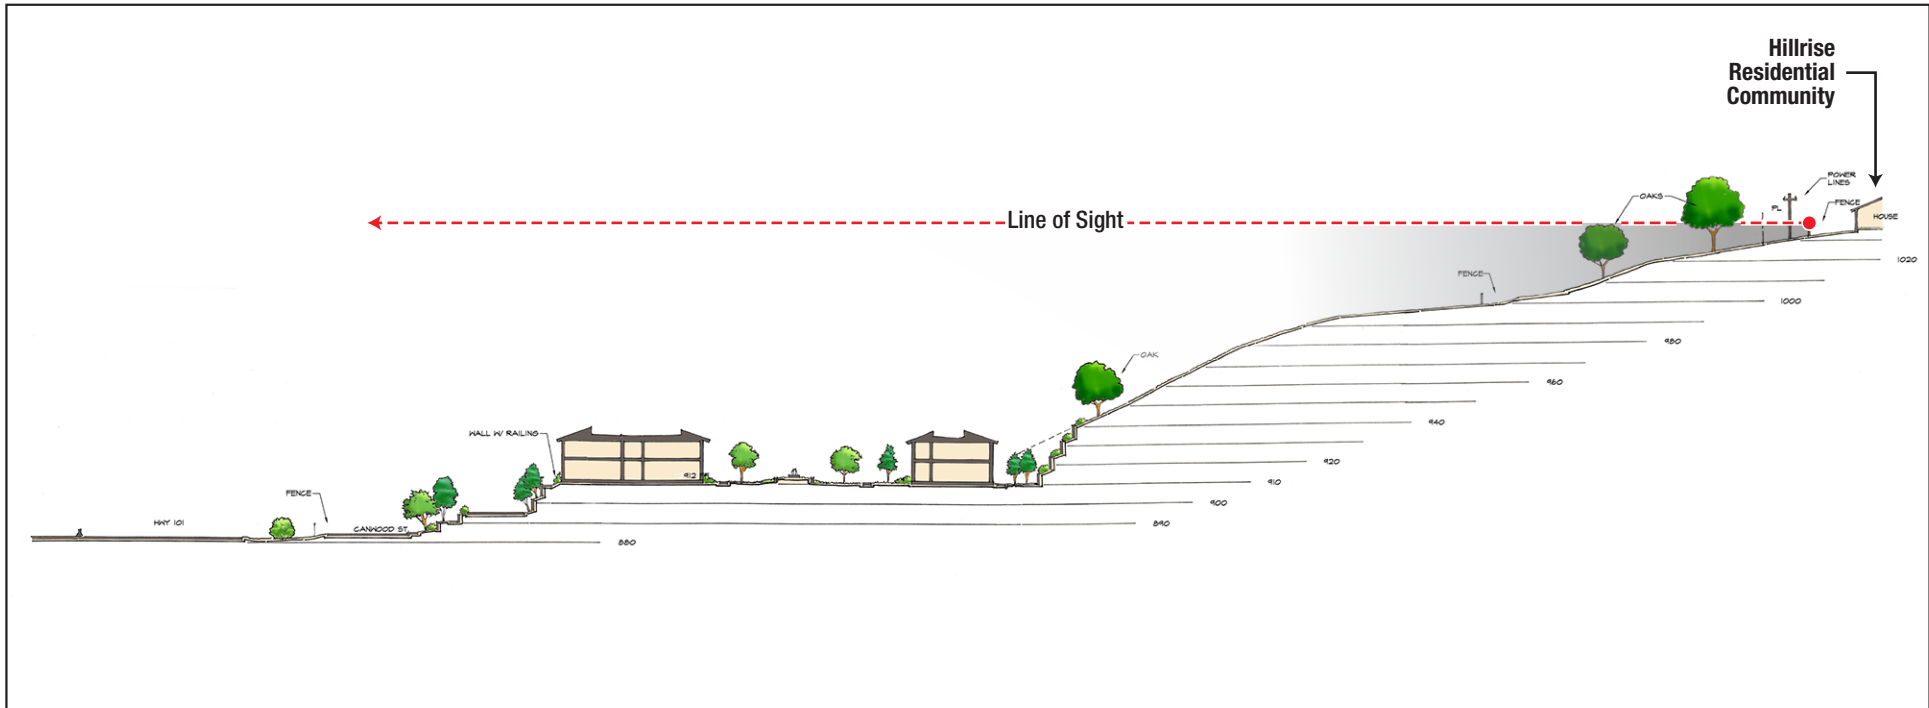 Hillrise
Residential
Community
POWER
LINES
OAKS
PL
FENCE
HOUSE
Line of Sight
1020
FENCE
1000
980
OAK
960
940
WALL W/ RAILING
920
912
910
FENCE
900
HWY 101
CANWOOD ST.
890
880